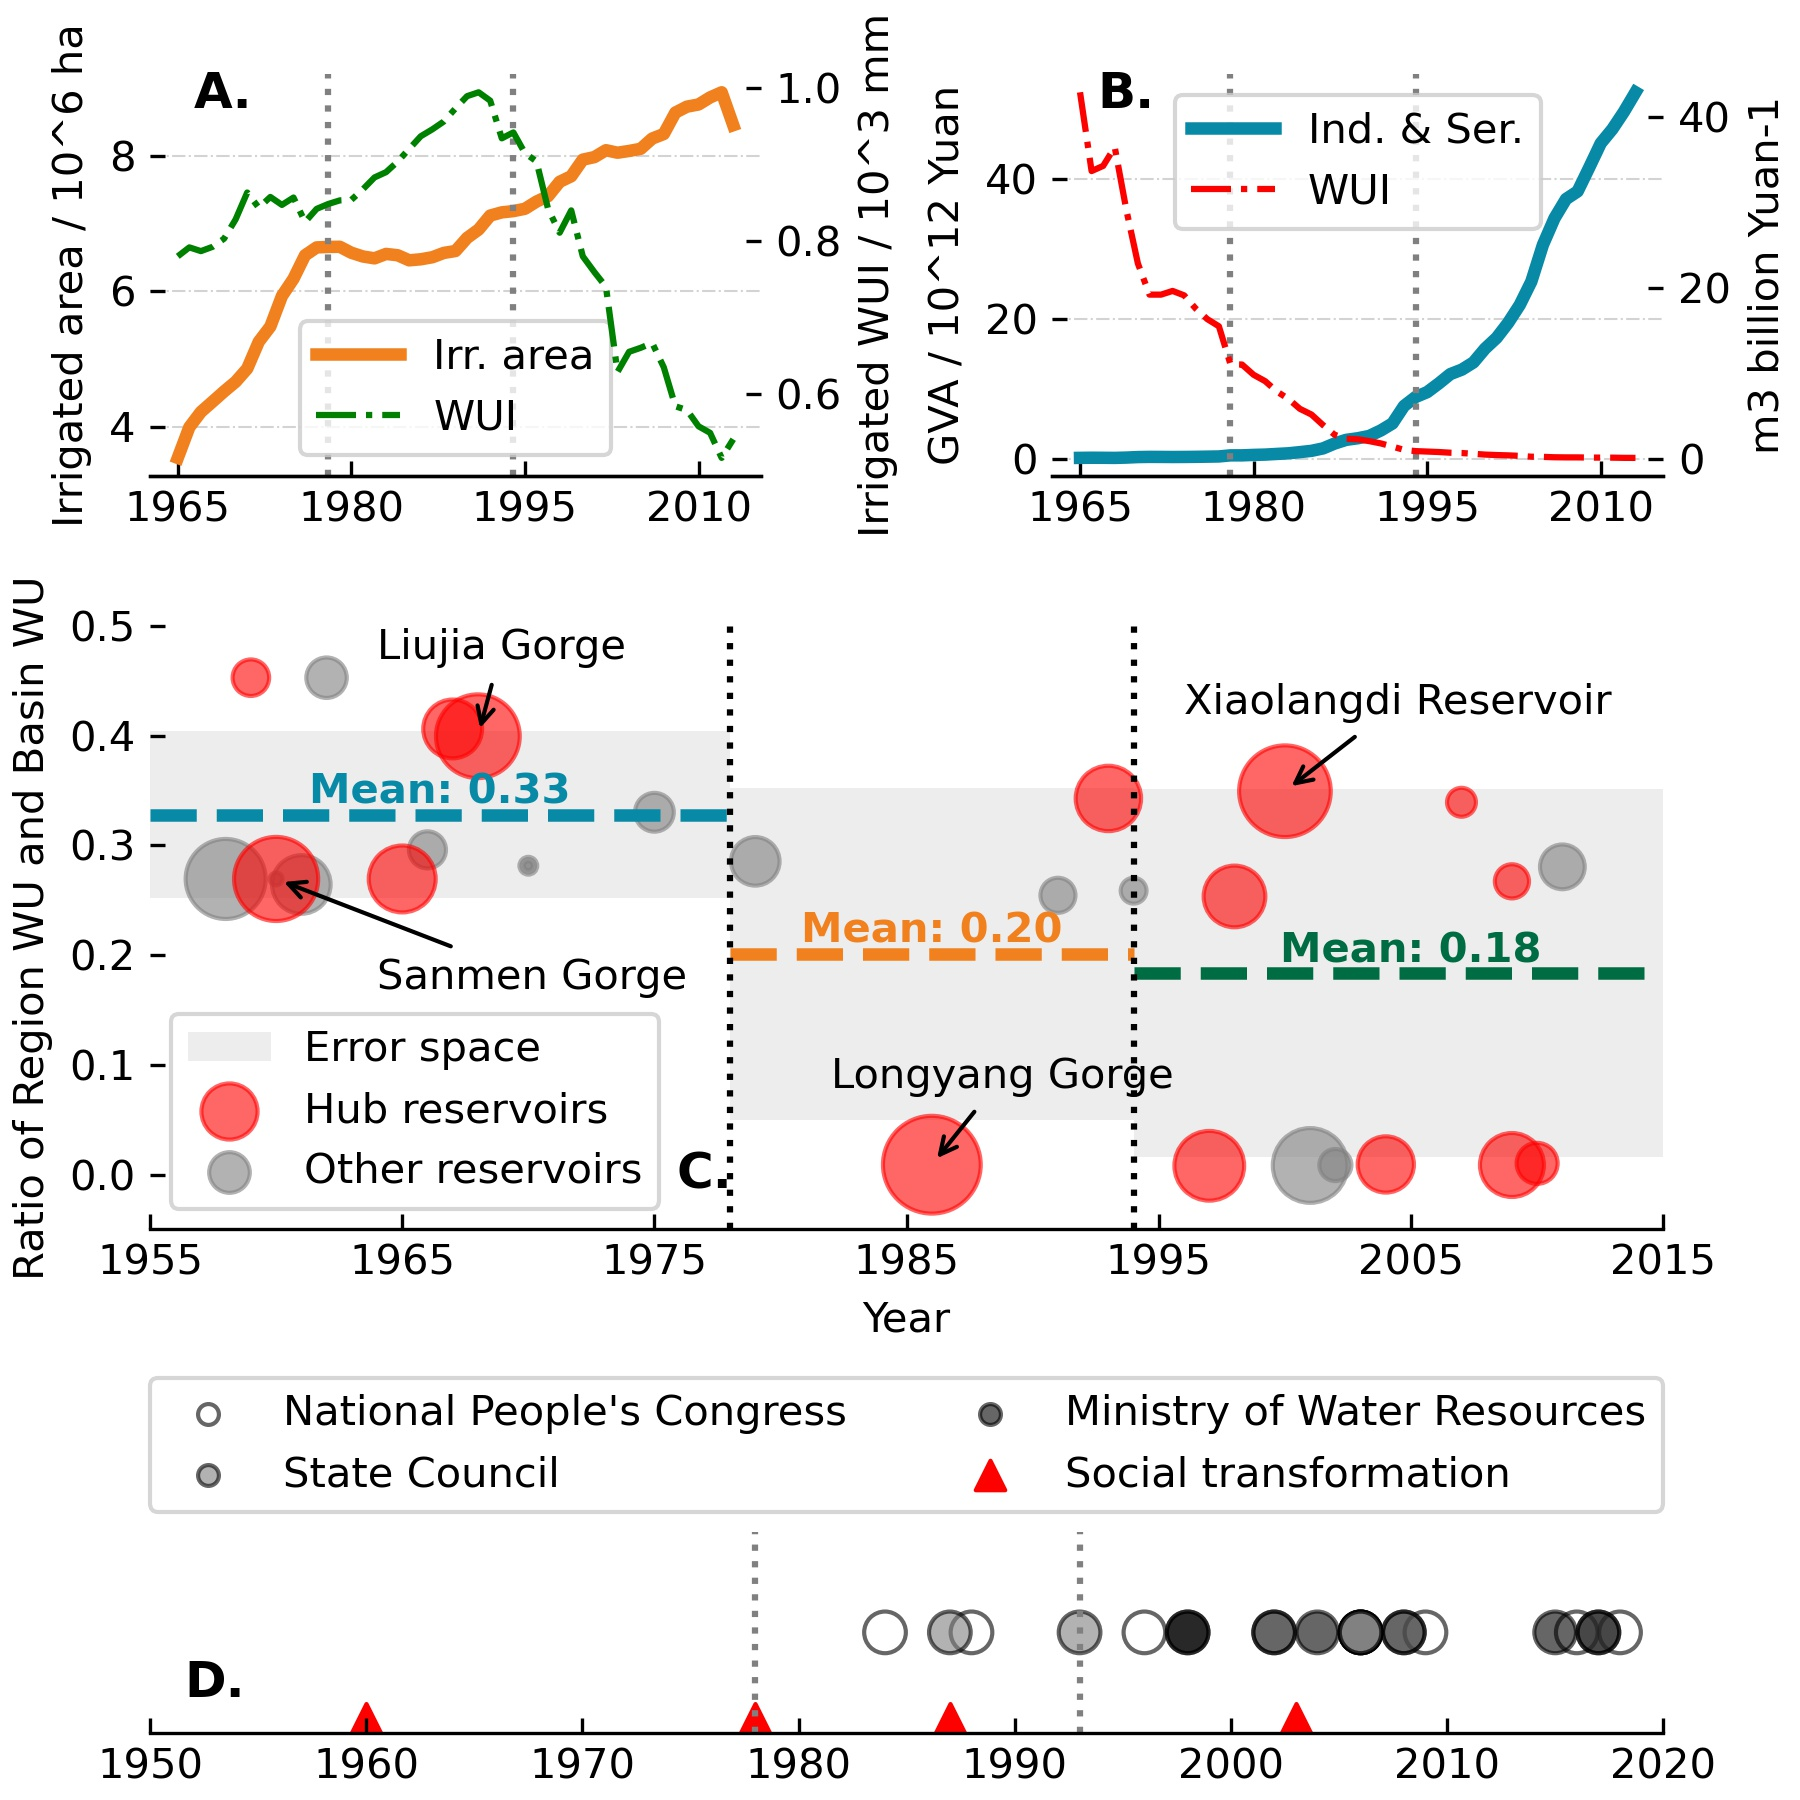 A.
Irrigated area / 10^6 ha
8
6
4
1.0
0.8
0.6
Irrigated WUI / 10^3 mm
Irr. area
WUI
1965
1980
1995
2010
B.
GVA / 10^12 Yuan
40
20
0
40
20
0
m3 billion Yuan-1
Ind. & Ser.
WUI
1965
1980
1995
2010
Ratio of Region WU and Basin WU
0.5
0.4
0.3
0.2
0.1
0.0
Liujia Gorge
Xiaolangdi Reservoir
Mean: 0.33
Mean: 0.20
Mean: 0.18
Sanmen Gorge
Longyang Gorge
Error space
Hub reservoirs
Other reservoirs
C.
1955
1965
1975
1985
1995
2005
2015
Year
National People's Congress
State Council
Ministry of Water Resources
Social transformation
D.
1950
1960
1970
1980
1990
2000
2010
2020